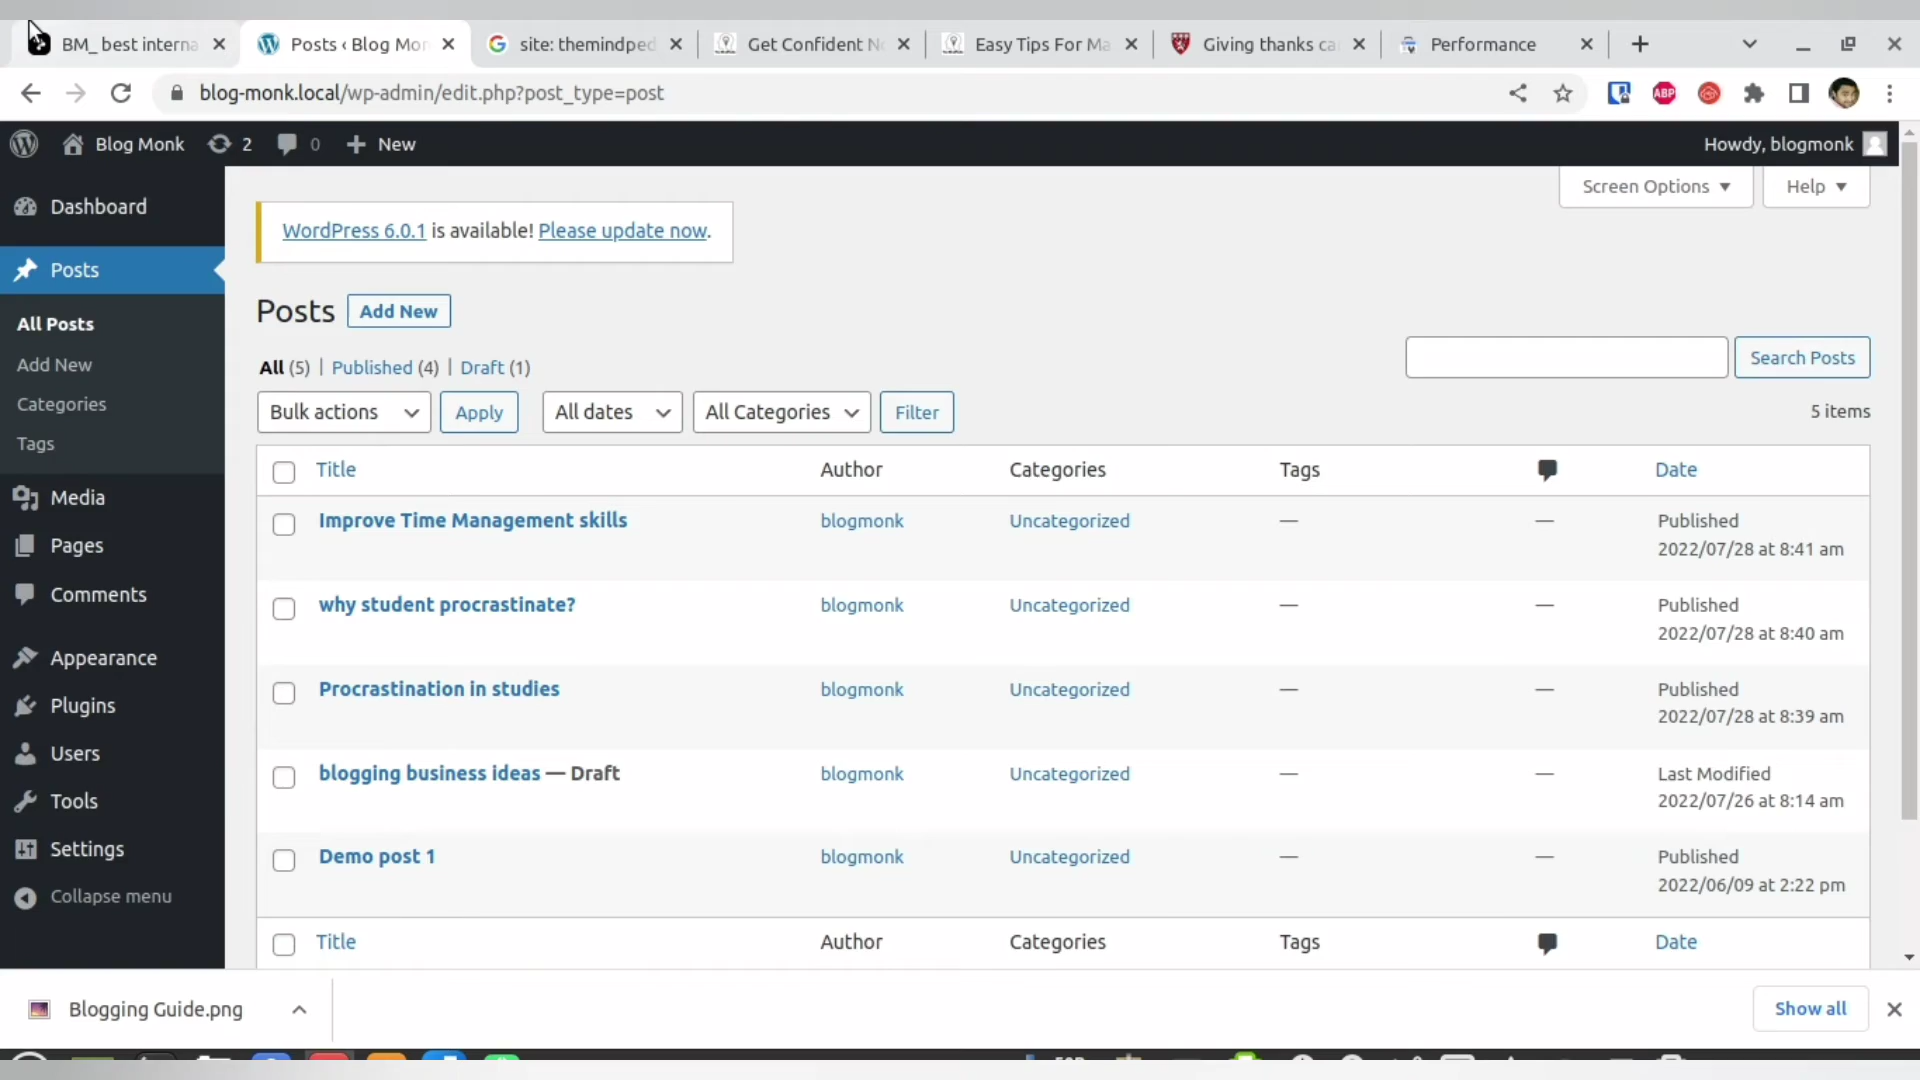 BM_ best interna
Posts ‹ Blog Mon
site: themindped
Get Confident N
Easy Tips For Ma
Giving thanks ca
Performance
blog-monk.local/wp-admin/edit.php?post_type=post
ABP
Blog Monk 2 0 New
Howdy, blogmonk
Screen Options
Help
Dashboard
WordPress 6.0.1 is available! Please update now.
Posts
Posts Add New
All Posts
Add New
Categories
Tags
All (5) | Published (4) | Draft (1)
Search Posts
Bulk actions Apply All dates All Categories Filter
5 items
Title Author Categories Tags Date
Improve Time Management skills blogmonk Uncategorized — — Published
2022/07/28 at 8:41 am
why student procrastinate? blogmonk Uncategorized — — Published
2022/07/28 at 8:40 am
Procrastination in studies blogmonk Uncategorized — — Published
2022/07/28 at 8:39 am
blogging business ideas — Draft blogmonk Uncategorized — — Last Modified
2022/07/26 at 8:14 am
Demo post 1 blogmonk Uncategorized — — Published
2022/06/09 at 2:22 pm
Title Author Categories Tags Date
Media
Pages
Comments
Appearance
Plugins
Users
Tools
Settings
Collapse menu
Blogging Guide.png
Show all